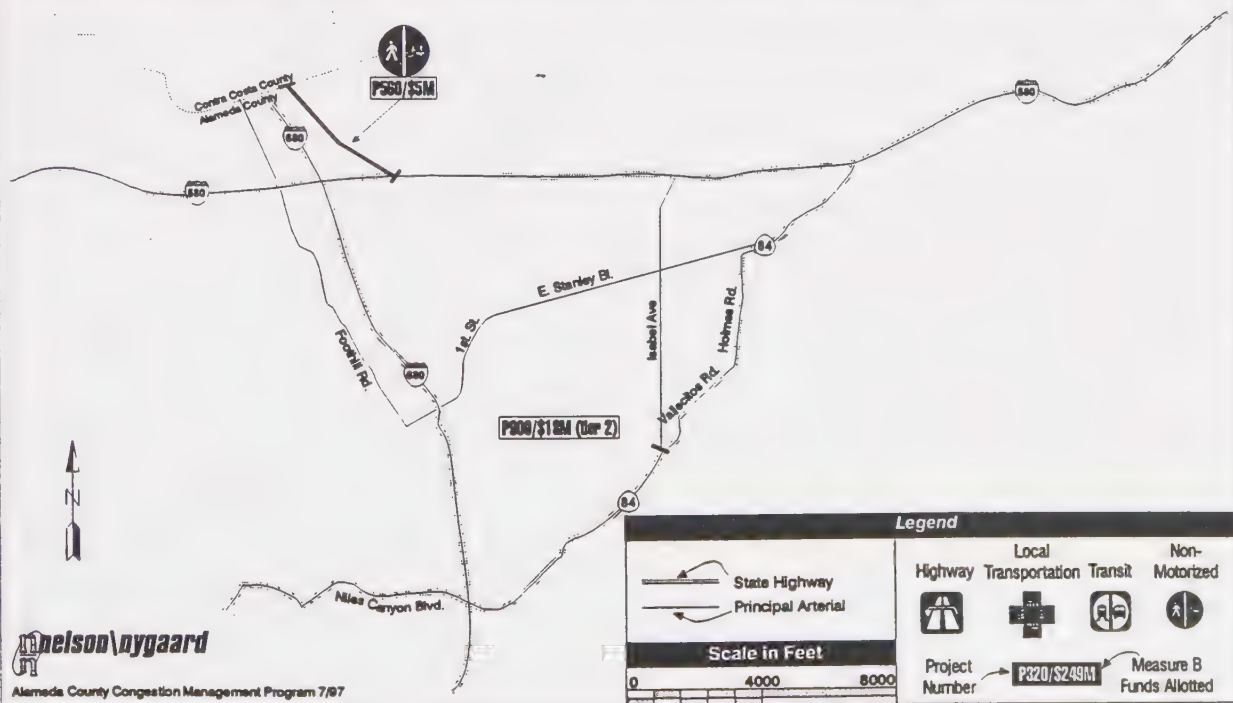 Contra Costa County
Alameda County
P560/$5M
680
580
580
84
E. Stanley Bl.
1st. St.
Isabel Ave
Holmes Rd.
Foothill Rd.
680
Vallecitos Rd.
(tier 2)
84
N
Niles Canyon Blvd.
nelson\nygaard
Alameda County Congestion Management Program 7/97
Legend
State Highway
Principal Arterial
Scale in Feet
0 4000 8000
Highway
Local Transportation
Transit
Non-Motorized
Project Number
P320/$249M
Measure B Funds Allotted